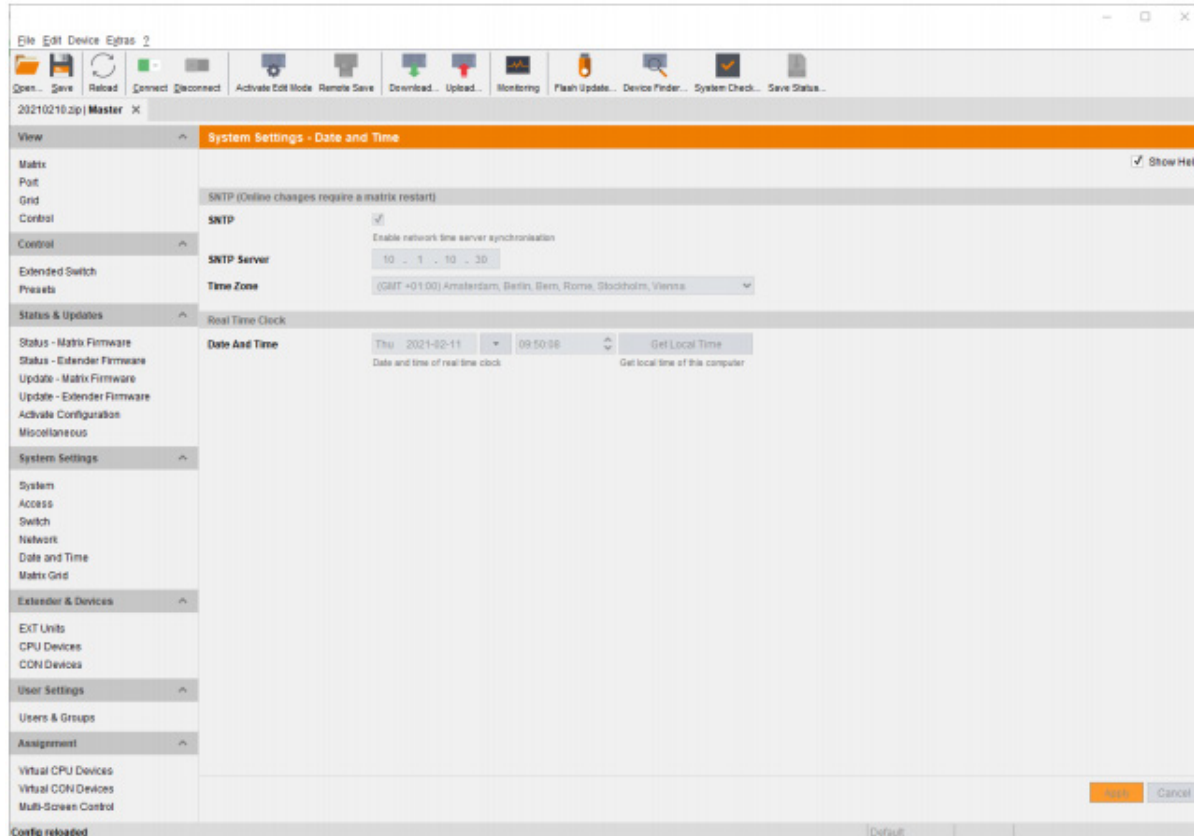 File Edit Device Extras ?
Open... Save Reload Connect Disconnect Activate Edit Mode Remote Save Download... Upload... Monitoring Flash Update... Device Finder... System Check... Save Status...
20210210.zip| Master ×
View
Matrix
Port
Grid
Control
Control
Extended Switch
Presets
Status & Updates
Status - Matrix Firmware
Status - Extender Firmware
Update - Matrix Firmware
Update - Extender Firmware
Activate Configuration
Miscellaneous
System Settings
System
Access
Switch
Network
Date and Time
Matrix Grid
Extender & Devices
EXT Units
CPU Devices
CON Devices
User Settings
Users & Groups
Assignment
Virtual CPU Devices
Virtual CON Devices
Multi-Screen Control
System Settings - Date and Time
Show Hel
SNTP (Online changes require a matrix restart)
SNTP
Enable network time server synchronisation
SNTP Server 10 . 1 . 10 . 30
Time Zone (GMT +01:00) Amsterdam, Berlin, Bern, Rome, Stockholm, Vienna
Real Time Clock
Date And Time Thu 2021-02-11 09:50:08 Get Local Time
Date and time of real time clock Get local time of this computer
Apply Cancel
Config reloaded Default